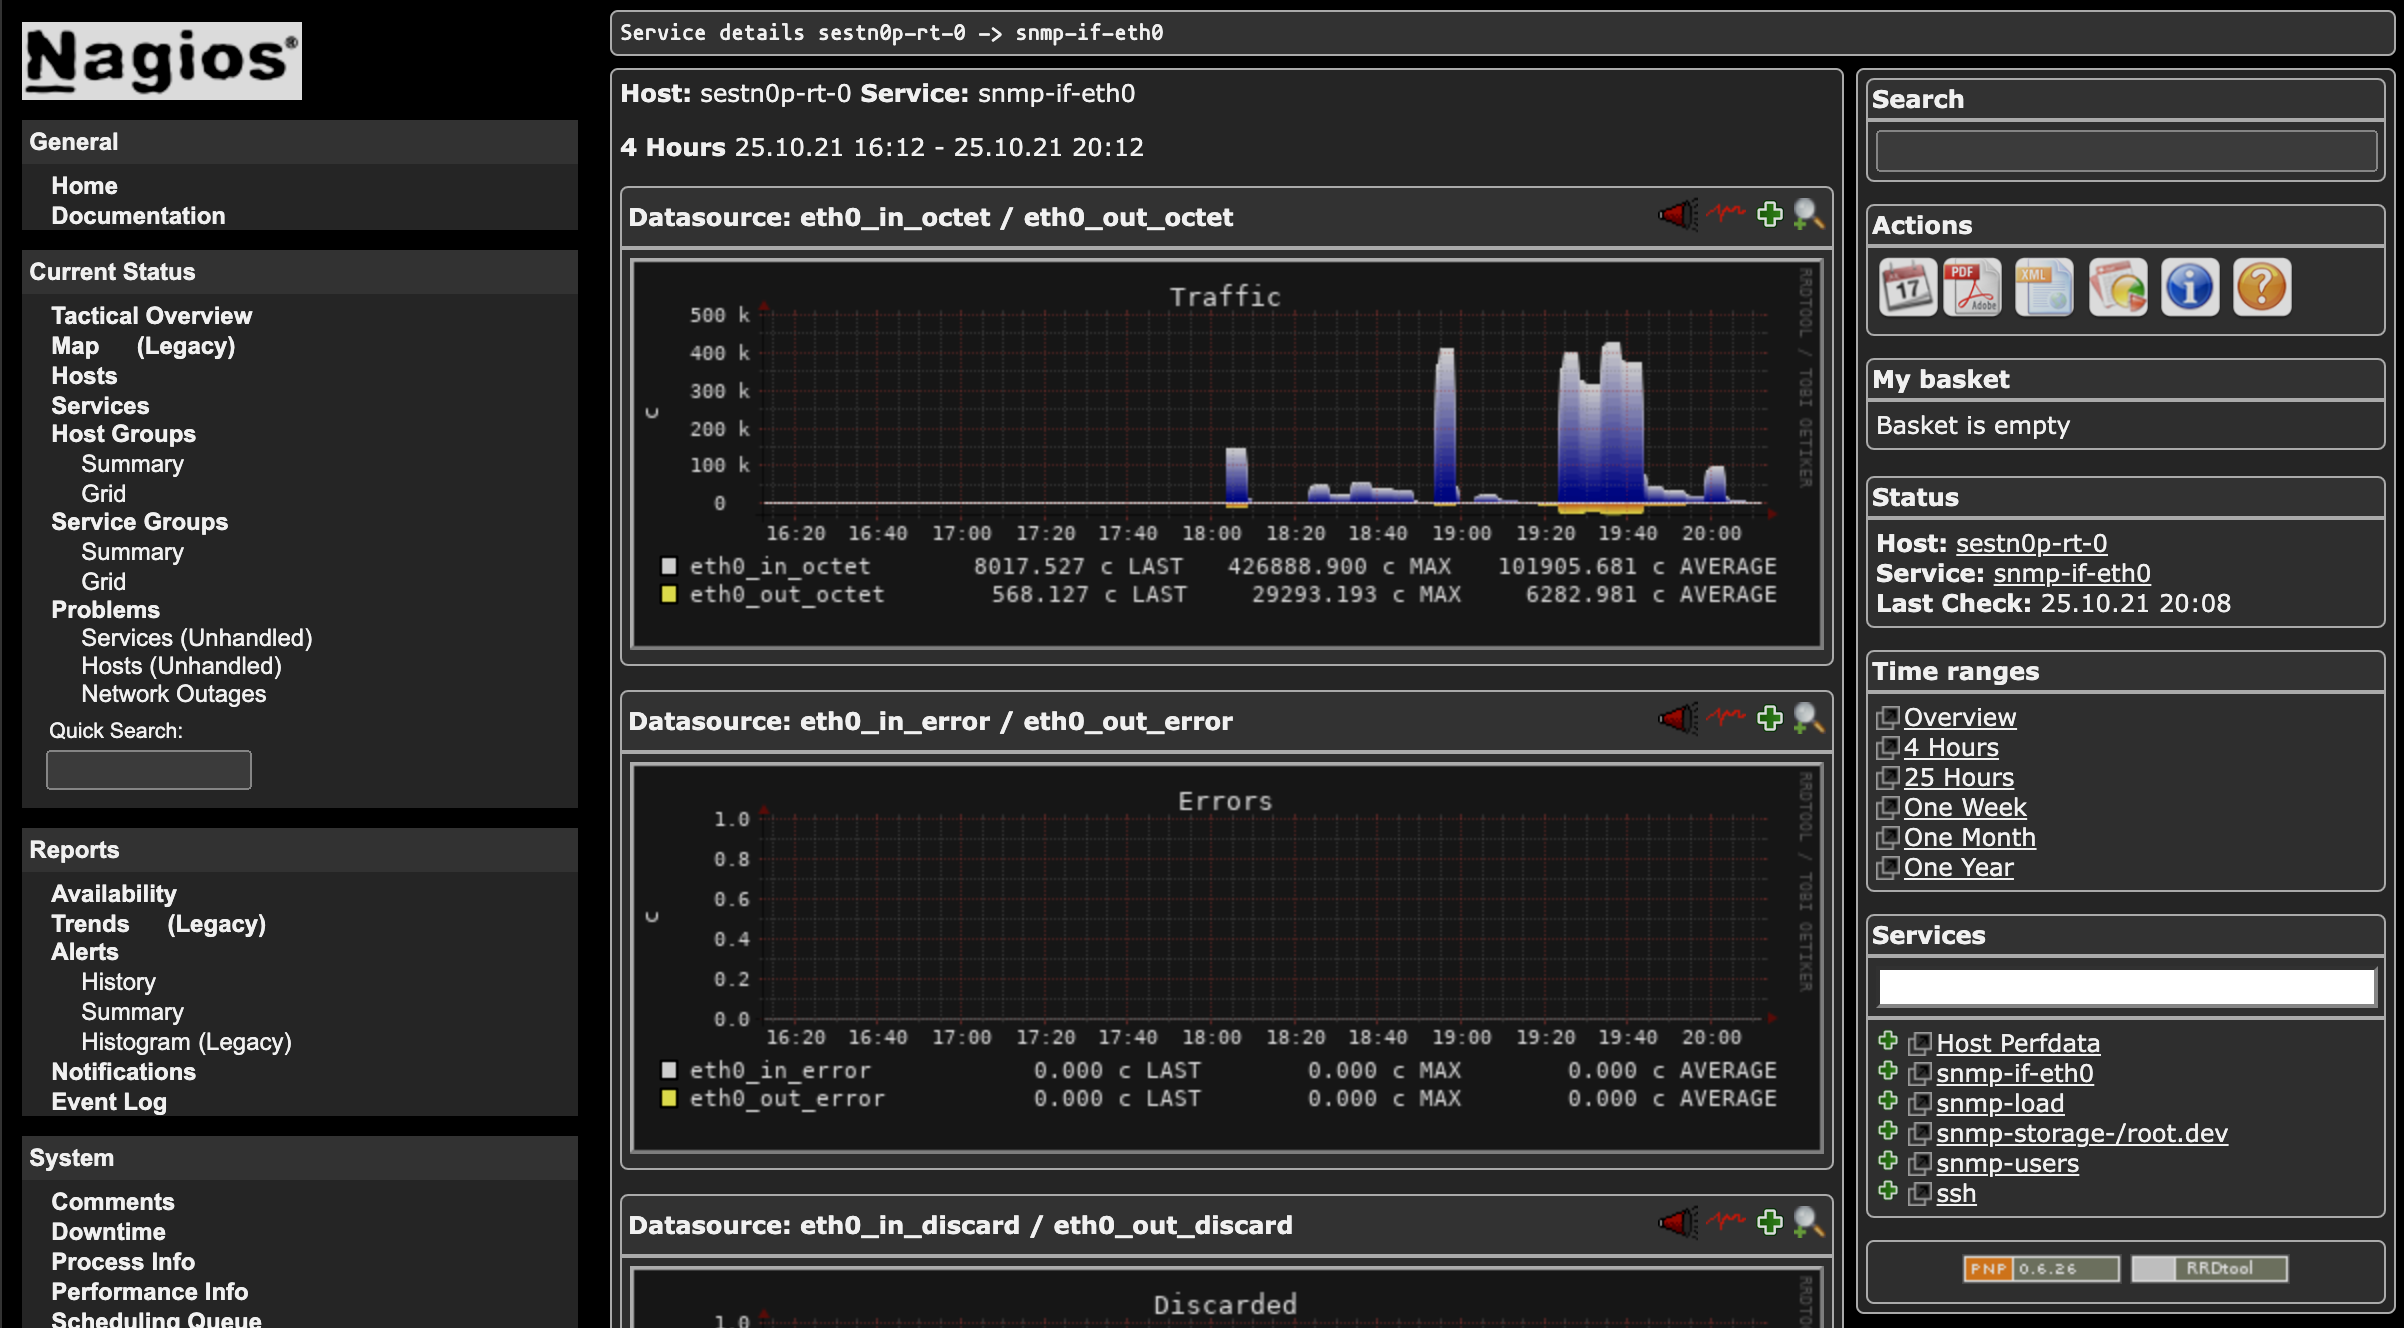 Nagios®
General
Home
Documentation
Current Status
Tactical Overview
Map (Legacy)
Hosts
Services
Host Groups
Summary
Grid
Service Groups
Summary
Grid
Problems
Services (Unhandled)
Hosts (Unhandled)
Network Outages
Quick Search:
Reports
Availability
Trends (Legacy)
Alerts
History
Summary
Histogram (Legacy)
Notifications
Event Log
System
Comments
Downtime
Process Info
Performance Info
Scheduling Queue
Service details sestn0p-rt-0 -> snmp-if-eth0
Host: sestn0p-rt-0 Service: snmp-if-eth0
4 Hours 25.10.21 16:12 - 25.10.21 20:12
Datasource: eth0_in_octet / eth0_out_octet
Traffic
500 k
400 k
300 k
200 k
100 k
0
c
16:20 16:40 17:00 17:20 17:40 18:00 18:20 18:40 19:00 19:20 19:40 20:00
eth0_in_octet 8017.527 c LAST 426888.900 c MAX 101905.681 c AVERAGE
eth0_out_octet 568.127 c LAST 29293.193 c MAX 6282.981 c AVERAGE
RRDTOOL / TOBI OETIKER
Datasource: eth0_in_error / eth0_out_error
Errors
1.0
0.8
0.6
0.4
0.2
0.0
c
16:20 16:40 17:00 17:20 17:40 18:00 18:20 18:40 19:00 19:20 19:40 20:00
eth0_in_error 0.000 c LAST 0.000 c MAX 0.000 c AVERAGE
eth0_out_error 0.000 c LAST 0.000 c MAX 0.000 c AVERAGE
RRDTOOL / TOBI OETIKER
Datasource: eth0_in_discard / eth0_out_discard
Discarded
1.0
RRDTO
Search
Actions
17
PDF
Adobe
XML
i
?
My basket
Basket is empty
Status
Host: sestn0p-rt-0
Service: snmp-if-eth0
Last Check: 25.10.21 20:08
Time ranges
Overview
4 Hours
25 Hours
One Week
One Month
One Year
Services
Host Perfdata
snmp-if-eth0
snmp-load
snmp-storage-/root.dev
snmp-users
ssh
PNP 0.6.26
RRDtool